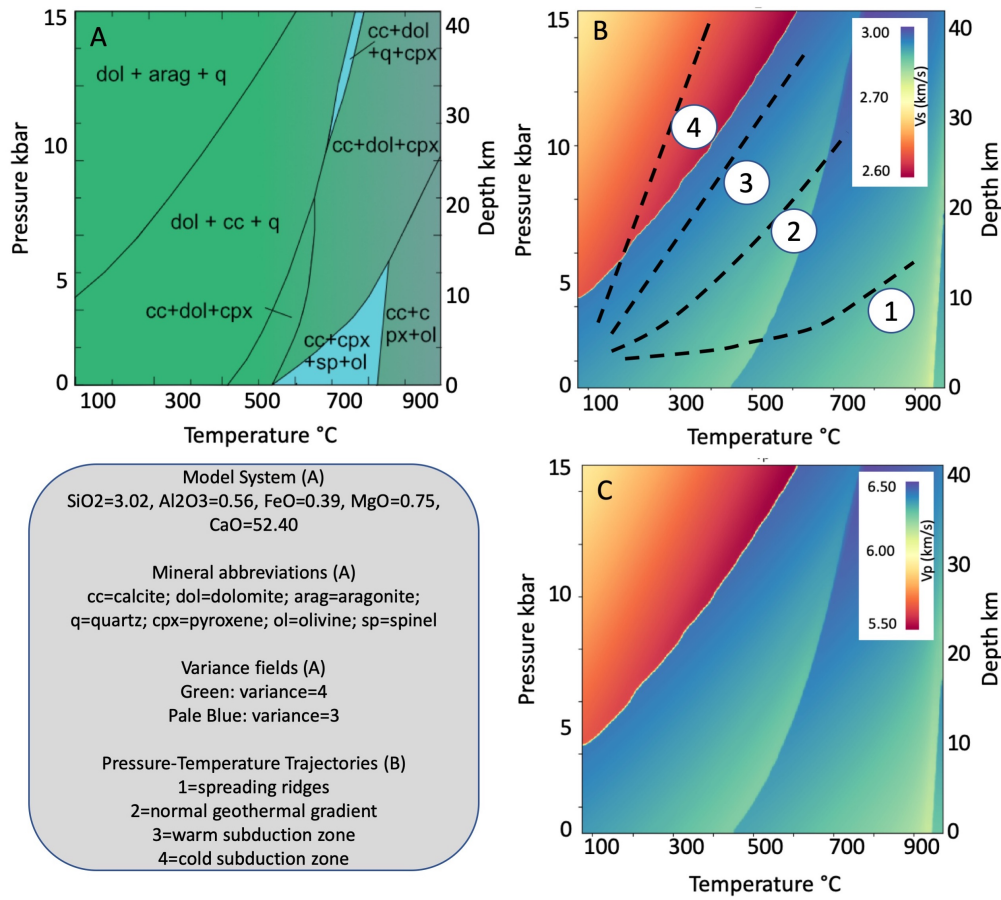 A
15
10
5
0
Pressure kbar
100
300
500
700
900
Temperature °C
40
30
20
10
0
Depth km
dol + arag + q
dol + cc + q
cc+dol
+q+cpx
cc+dol+cpx
cc+dol+cpx
cc+cpx
+sp+ol
cc+c
px+ol
B
15
10
5
0
Pressure kbar
100
300
500
700
900
Temperature °C
40
30
20
10
0
Depth km
3.00
2.70
2.60
Vs (km/s)
4
3
2
1
Model System (A)
SiO2=3.02, Al2O3=0.56, FeO=0.39, MgO=0.75,
CaO=52.40
Mineral abbreviations (A)
cc=calcite; dol=dolomite; arag=aragonite;
q=quartz; cpx=pyroxene; ol=olivine; sp=spinel
Variance fields (A)
Green: variance=4
Pale Blue: variance=3
Pressure-Temperature Trajectories (B)
1=spreading ridges
2=normal geothermal gradient
3=warm subduction zone
4=cold subduction zone
C
15
10
5
0
Pressure kbar
100
300
500
700
900
Temperature °C
40
30
20
10
0
Depth km
6.50
6.00
5.50
Vp (km/s)